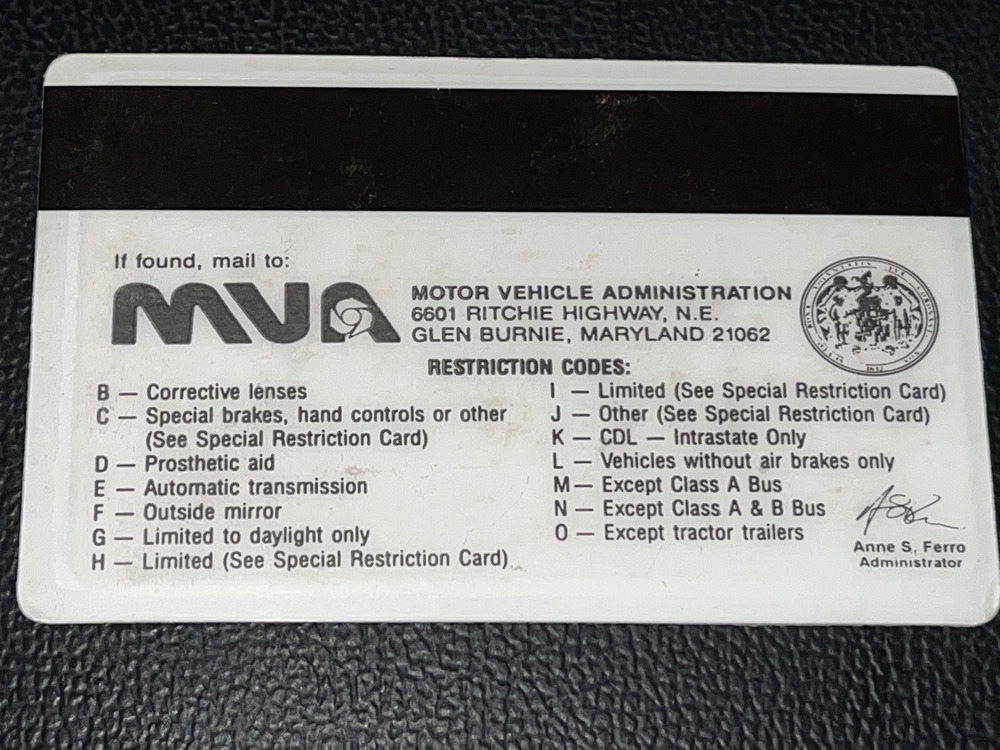 If found, mail to:
MVA
MOTOR VEHICLE ADMINISTRATION
6601 RITCHIE HIGHWAY, N.E.
GLEN BURNIE, MARYLAND 21062
RESTRICTION CODES:
B — Corrective lenses
C — Special brakes, hand controls or other
(See Special Restriction Card)
D — Prosthetic aid
E — Automatic transmission
F — Outside mirror
G — Limited to daylight only
H — Limited (See Special Restriction Card)
I — Limited (See Special Restriction Card)
J — Other (See Special Restriction Card)
K — CDL — Intrastate Only
L — Vehicles without air brakes only
M — Except Class A Bus
N — Except Class A & B Bus
O — Except tractor trailers
Anne S. Ferro
Administrator